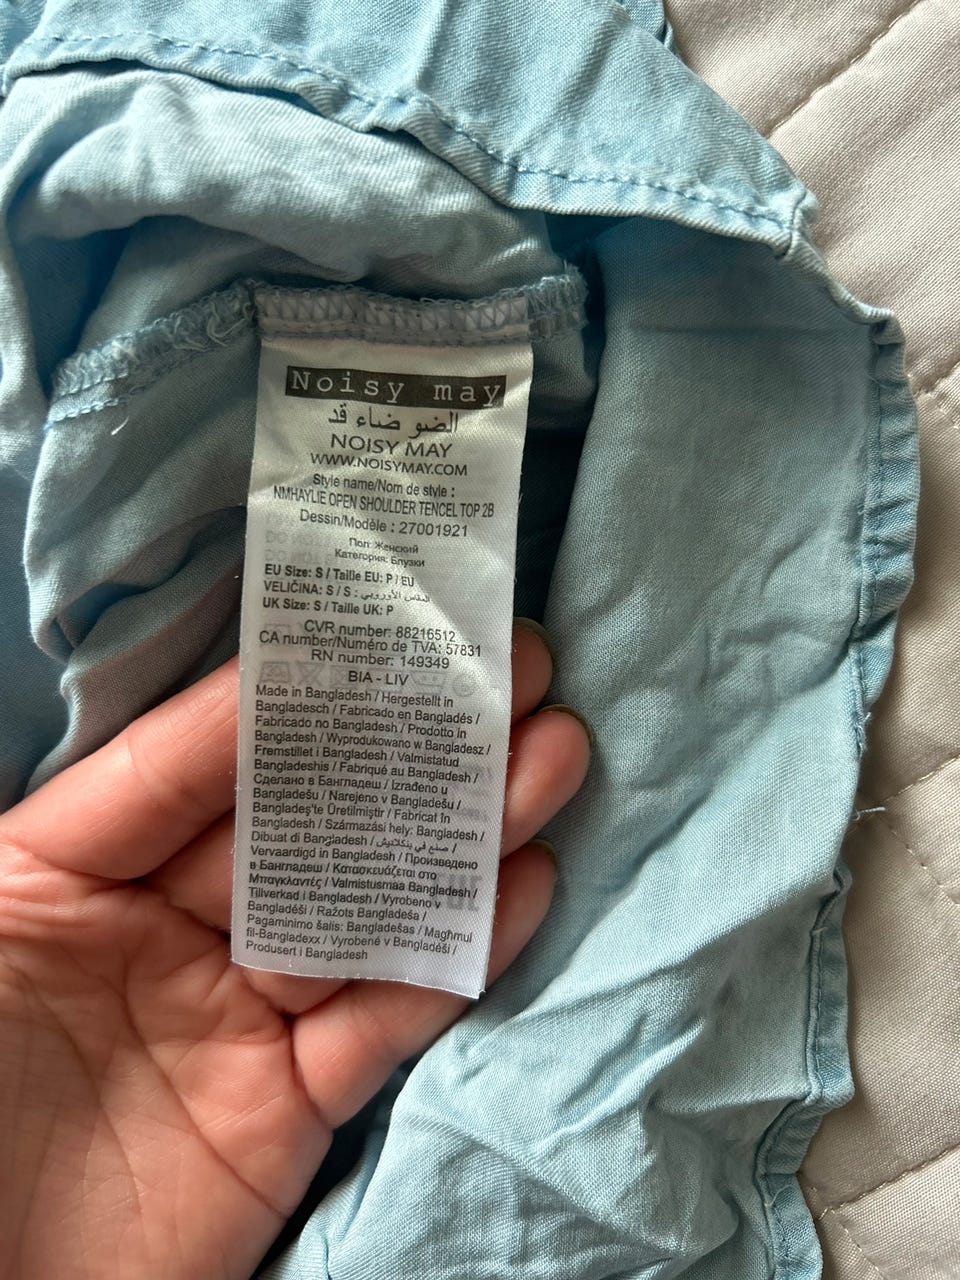 Noisy may
الضو ضاء قد
NOISY MAY
WWW.NOISYMAY.COM
Style name/Nom de style :
NMHAYLIE OPEN SHOULDER TENCEL TOP 2B
Dessin/Modèle : 27001921
Пол: Женский
Категория: Блузки
EU Size: S / Taille EU: P / EU
VELIČINA: S / S : المقاس الأوروبي
UK Size: S / Taille UK: P
CVR number: 88216512
CA number/Numéro de TVA: 57831
RN number: 149349
BIA - LIV
Made in Bangladesh / Hergestellt in
Bangladesch / Fabricado en Bangladés /
Fabricado no Bangladesh / Prodotto in
Bangladesh / Wyprodukowano w Bangladesz /
Fremstillet i Bangladesh / Valmistatud
Bangladeshis / Fabriqué au Bangladesh /
Сделано в Бангладеш / Izrađeno u
Bangladešu / Narejeno v Bangladešu /
Bangladeş'te Üretilmiştir / Fabricat în
Bangladesh / Származási hely: Bangladesh /
Dibuat di Bangladesh / صنع في بنكلاديش /
Vervaardigd in Bangladesh / Произведено
в Бангладеш / Κατασκευάζεται στο
Μπαγκλαντές / Valmistusmaa Bangladesh /
Tillverkad i Bangladesh / Vyrobeno v
Bangladéši / Ražots Bangladeša /
Pagaminimo šalis: Bangladešas / Magħmul
fil-Bangladexx / Vyrobené v Bangladéši /
Produsert i Bangladesh